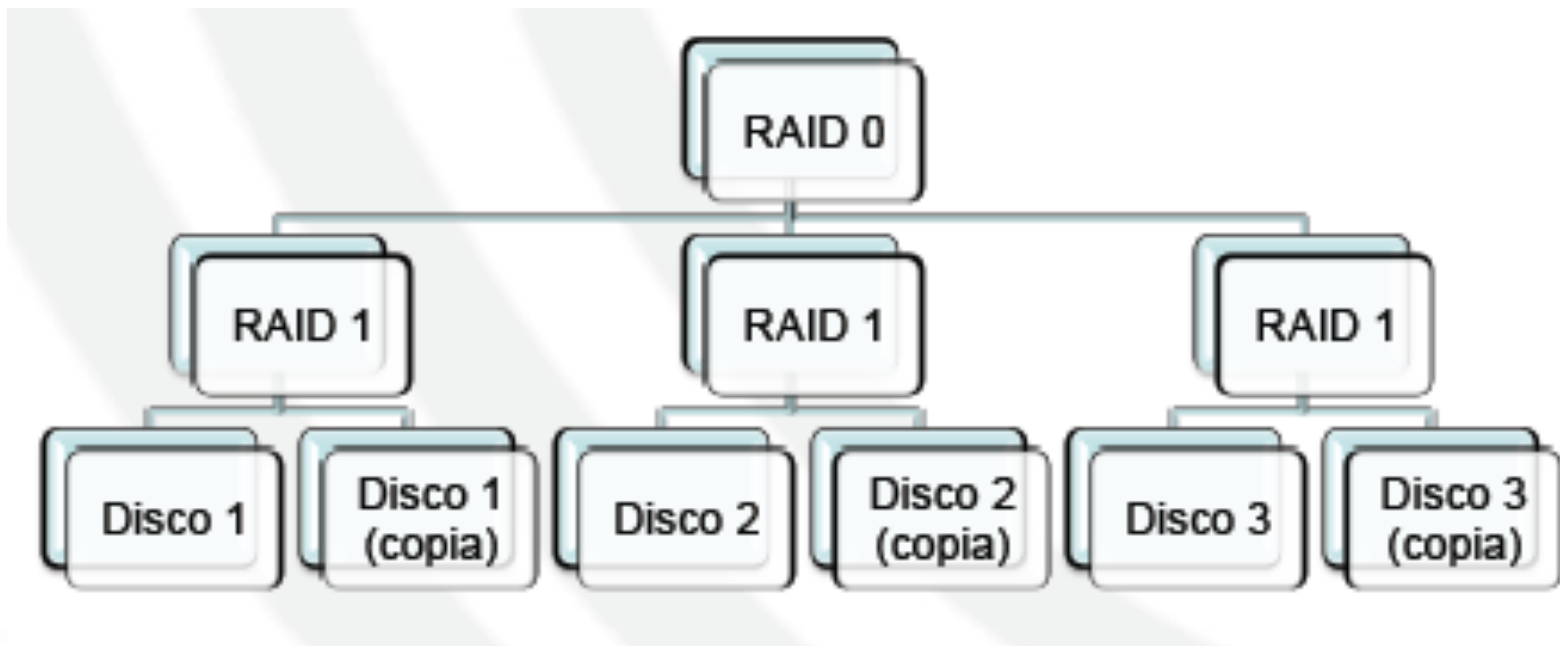 RAID 0
RAID 1
RAID 1
RAID 1
Disco 1
Disco 1
(copia)
Disco 2
Disco 2
(copia)
Disco 3
Disco 3
(copia)